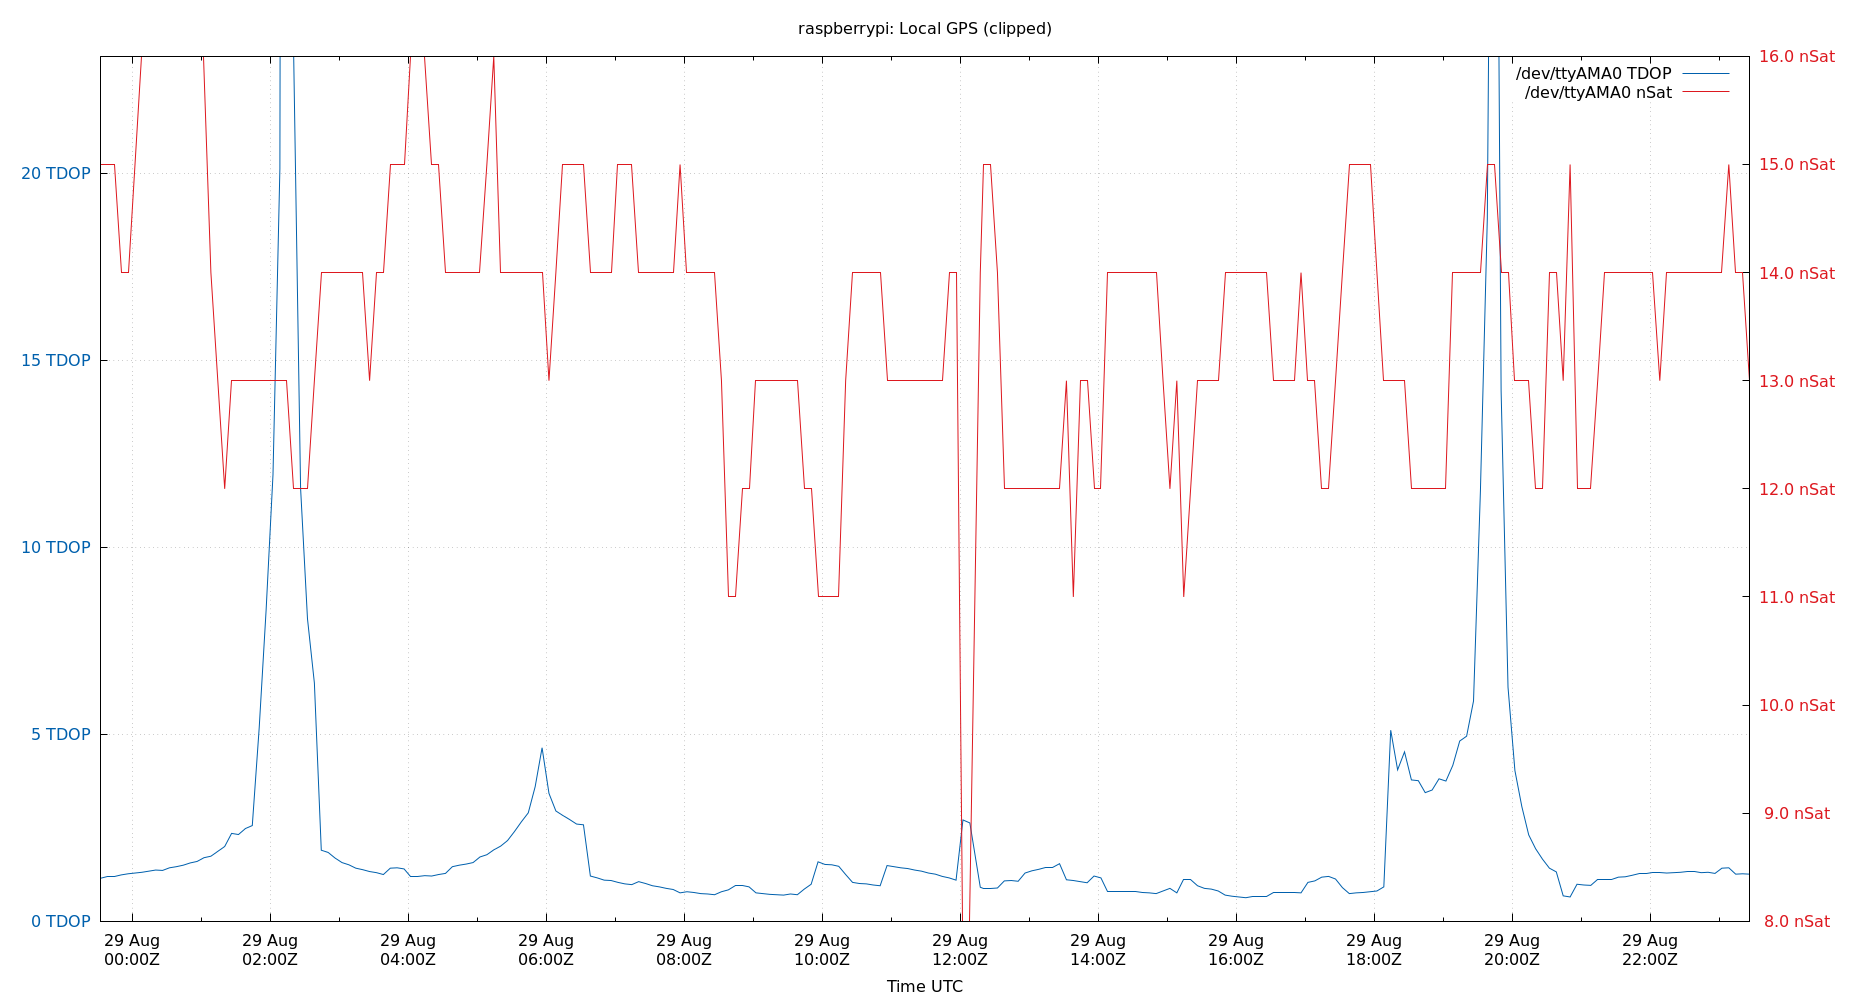 raspberrypi: Local GPS (clipped)
/dev/ttyAMA0 TDOP
/dev/ttyAMA0 nSat
20 TDOP
15 TDOP
10 TDOP
5 TDOP
0 TDOP
16.0 nSat
15.0 nSat
14.0 nSat
13.0 nSat
12.0 nSat
11.0 nSat
10.0 nSat
9.0 nSat
8.0 nSat
29 Aug 29 Aug 29 Aug 29 Aug 29 Aug 29 Aug 29 Aug 29 Aug 29 Aug 29 Aug 29 Aug 29 Aug
00:00Z 02:00Z 04:00Z 06:00Z 08:00Z 10:00Z 12:00Z 14:00Z 16:00Z 18:00Z 20:00Z 22:00Z
Time UTC